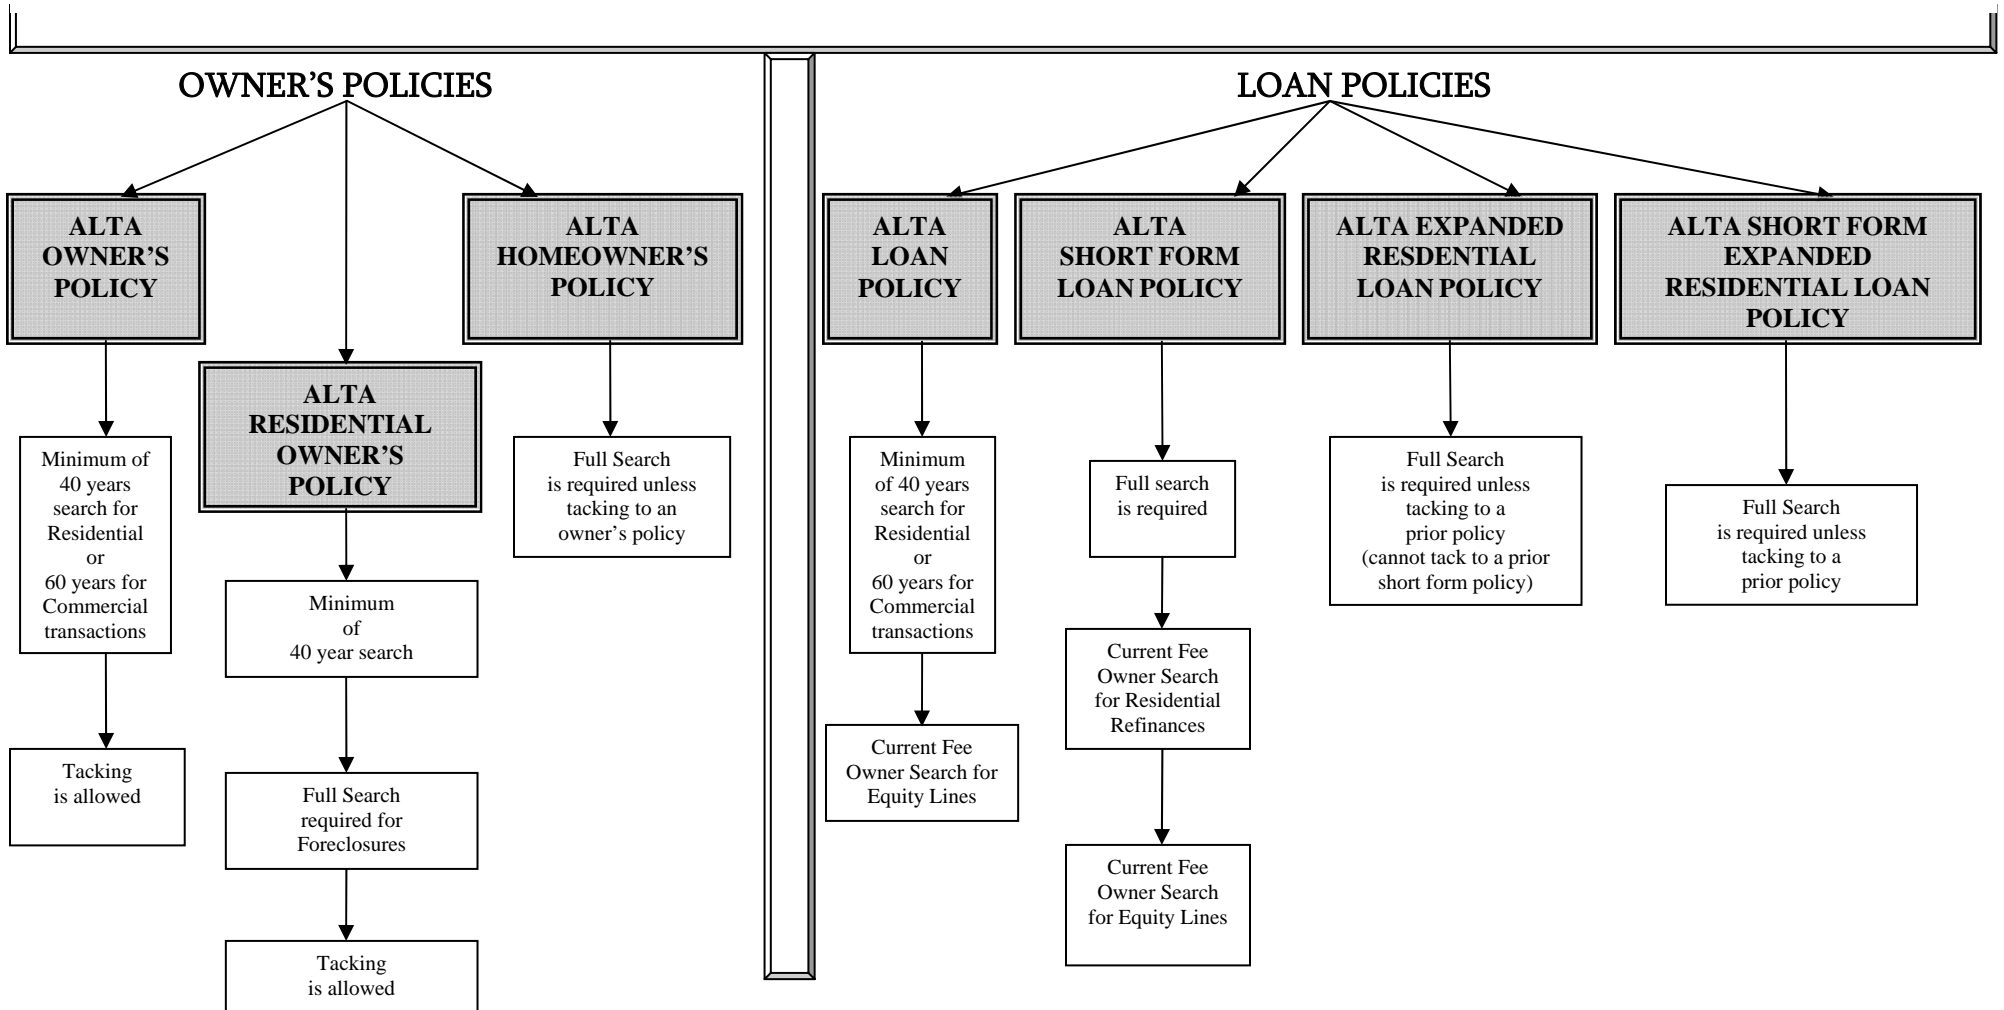 OWNER’S POLICIES
ALTA
OWNER’S
POLICY
Minimum of
40 years
search for
Residential
or
60 years for
Commercial
transactions
Tacking
is allowed
ALTA
RESIDENTIAL
OWNER’S
POLICY
Minimum
of
40 year search
Full Search
required for
Foreclosures
Tacking
is allowed
ALTA
HOMEOWNER’S
POLICY
Full Search
is required unless
tacking to an
owner’s policy
LOAN POLICIES
ALTA
LOAN
POLICY
Minimum
of 40 years
search for
Residential
or
60 years for
Commercial
transactions
Current Fee
Owner Search for
Equity Lines
ALTA
SHORT FORM
LOAN POLICY
Full search
is required
Current Fee
Owner Search
for Residential
Refinances
Current Fee
Owner Search
for Equity Lines
ALTA EXPANDED
RESDENTIAL
LOAN POLICY
Full Search
is required unless
tacking to a
prior policy
(cannot tack to a prior
short form policy)
ALTA SHORT FORM
EXPANDED
RESIDENTIAL LOAN
POLICY
Full Search
is required unless
tacking to a
prior policy